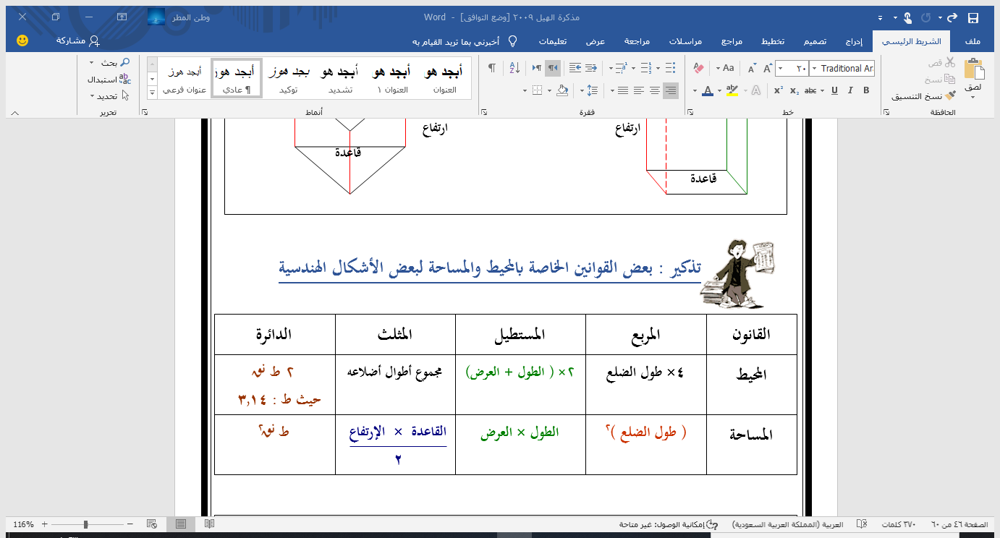 مذكرة الهيل ٢٠٠٩ [وضع التوافق] - Word
وطن المطر
ملف الشريط الرئيسي إدراج تصميم تخطيط مراجع مراسلات مراجعة عرض تعليمات أخبرني بما تريد القيام به مشاركة
لصق
قص
نسخ
نسخ التنسيق
الحافظة
Traditional Ar ٢٠ Aa A A
B I U abc x₂ x² A ab A
خط
فقرة
أبجد هو أبجد هو أبجد هو أبجد هوز أبجد هوز أبجد هوز
العنوان العنوان ١ تشديد توكيد ¶ عادي عنوان فرعي
أنماط
بحث
استبدال
تحديد
تحرير
ارتفاع ارتفاع
قاعدة قاعدة
تذكير : بعض القوانين الخاصة بالمحيط والمساحة لبعض الأشكال الهندسية
القانون المربع المستطيل المثلث الدائرة
المحيط ٤× طول الضلع ٢× ( الطول + العرض) مجموع أطوال أضلاعه ٢ ط نق
حيث ط : ٣,١٤
المساحة ( طول الضلع )٢ الطول × العرض القاعدة × الإرتفاع ط نق٢
٢
الصفحة ٤٦ من ٦٠ ٣٧٠ كلمات العربية (المملكة العربية السعودية) إمكانية الوصول: غير متاحة 116%